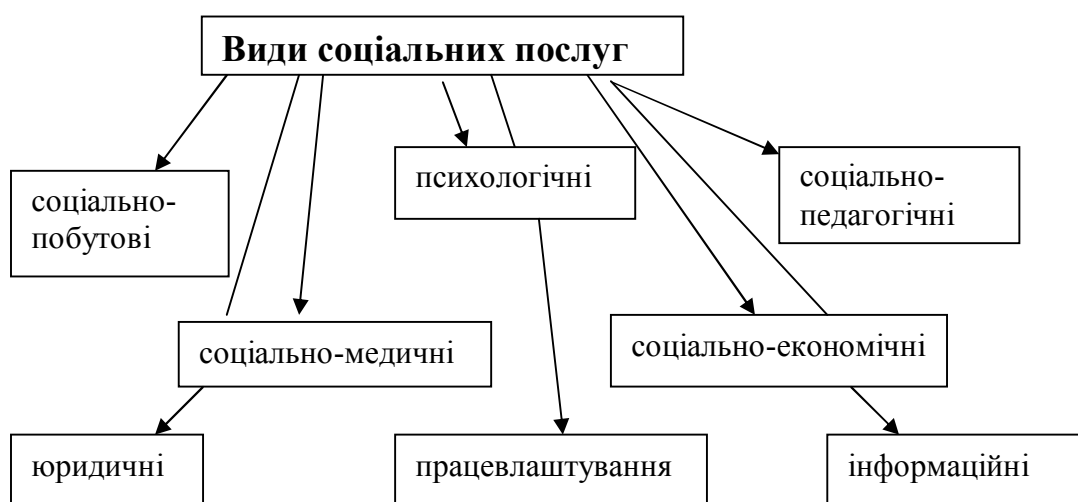 Види соціальних послуг
соціально-
побутові
психологічні
соціально-
педагогічні
соціально-медичні
соціально-економічні
юридичні
працевлаштування
інформаційні